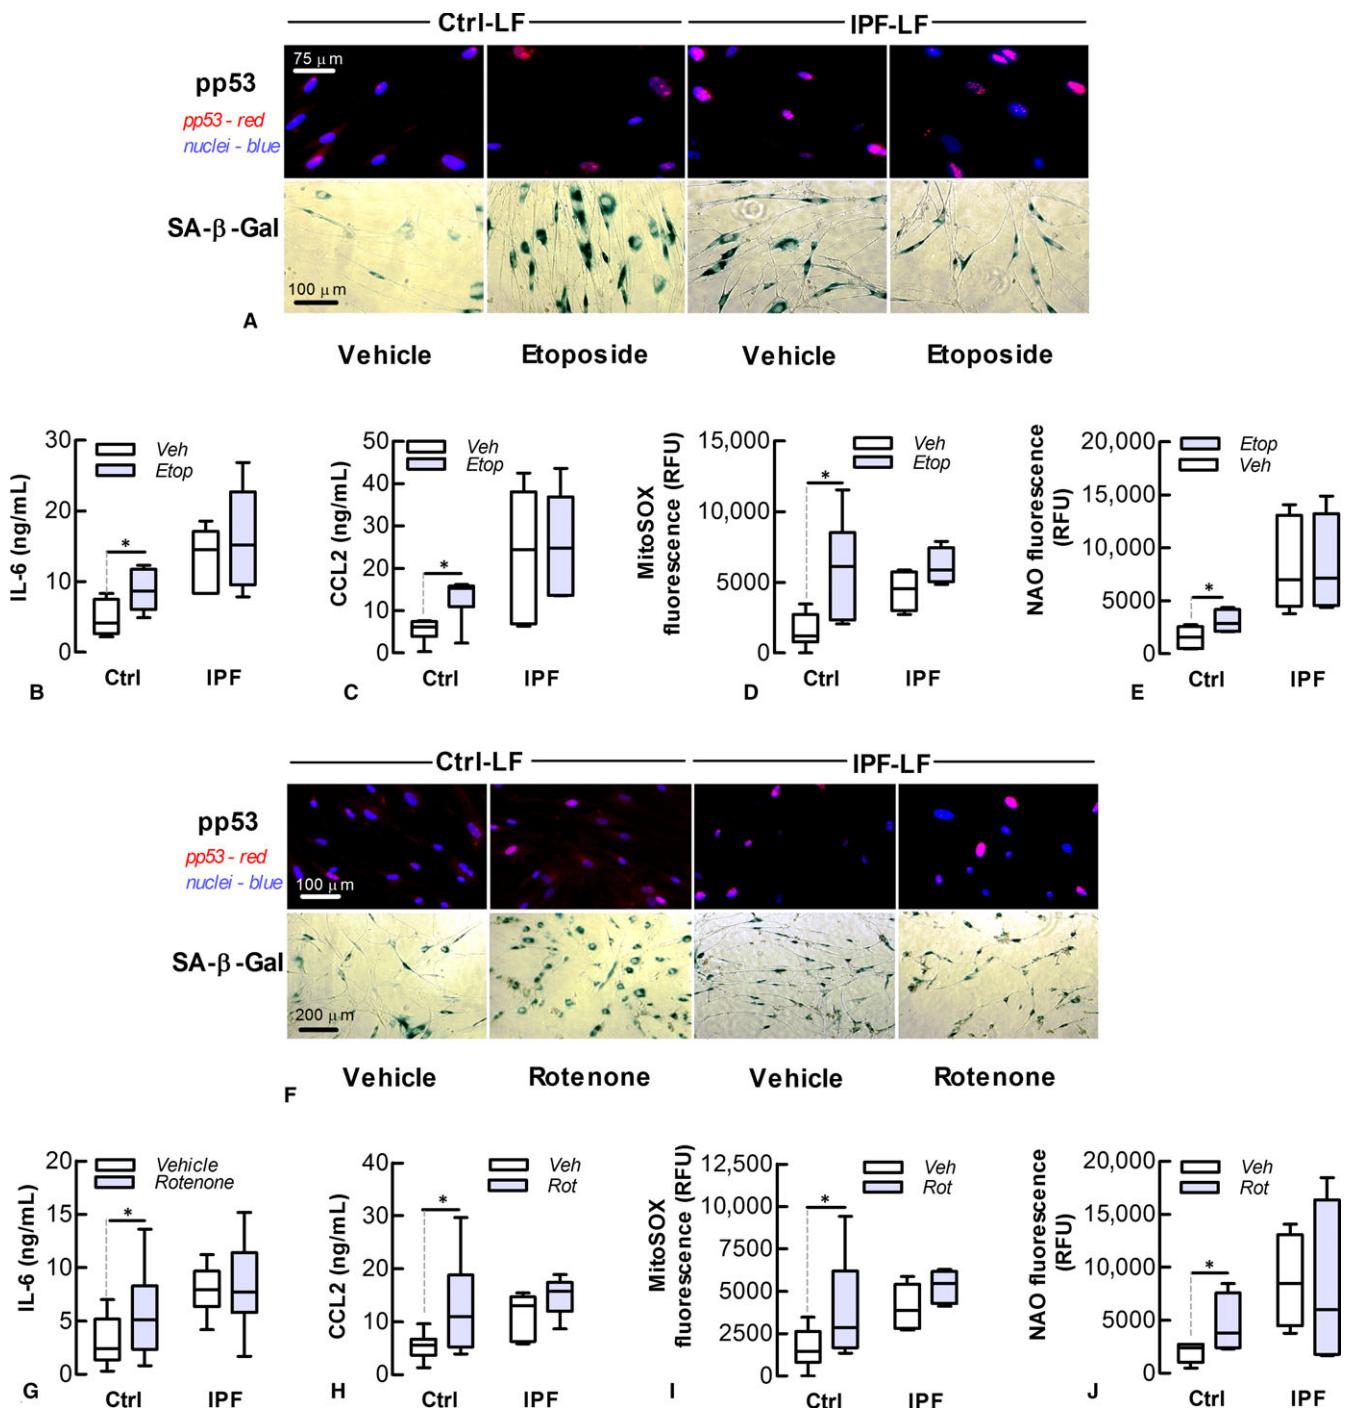 Ctrl-LF IPF-LF
75 μm
pp53
pp53 - red
nuclei - blue
SA-β-Gal
100 μm
A
Vehicle Etoposide Vehicle Etoposide
IL-6 (ng/mL)
30
20
10
0
Veh
Etop
*
Ctrl IPF
B
CCL2 (ng/mL)
50
40
30
20
10
0
Veh
Etop
*
Ctrl IPF
C
MitoSOX
fluorescence (RFU)
15,000
10,000
5000
0
Veh
Etop
*
Ctrl IPF
D
NAO fluorescence
(RFU)
20,000
15,000
10,000
5000
0
Etop
Veh
*
Ctrl IPF
E
Ctrl-LF IPF-LF
pp53
pp53 - red
nuclei - blue
100 μm
SA-β-Gal
200 μm
Vehicle Rotenone Vehicle Rotenone
F
IL-6 (ng/mL)
20
15
10
5
0
Vehicle
Rotenone
*
Ctrl IPF
G
CCL2 (ng/mL)
40
30
20
10
0
Veh
Rot
*
Ctrl IPF
H
MitoSOX
fluorescence (RFU)
12,500
10,000
7500
5000
2500
0
Veh
Rot
*
Ctrl IPF
I
NAO fluorescence
(RFU)
20,000
15,000
10,000
5000
0
Veh
Rot
*
Ctrl IPF
J